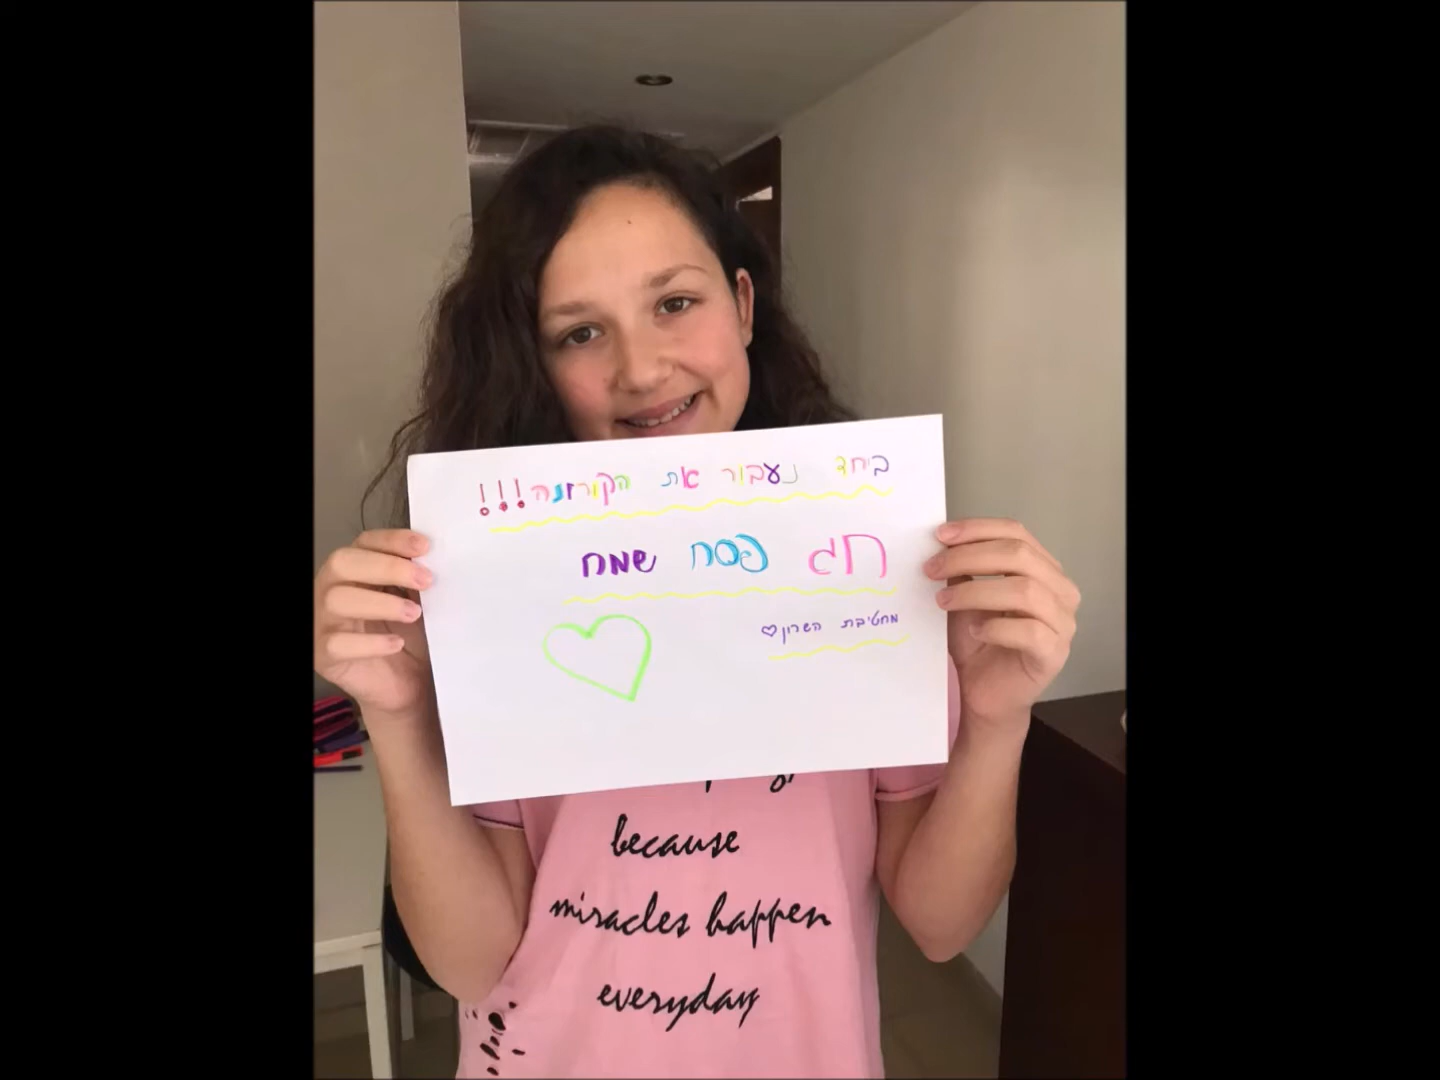 ביחד נעבור את הקורונה!!!
חג פסח שמח
מחטיבת השרון♡
because
miracles happen
everyday